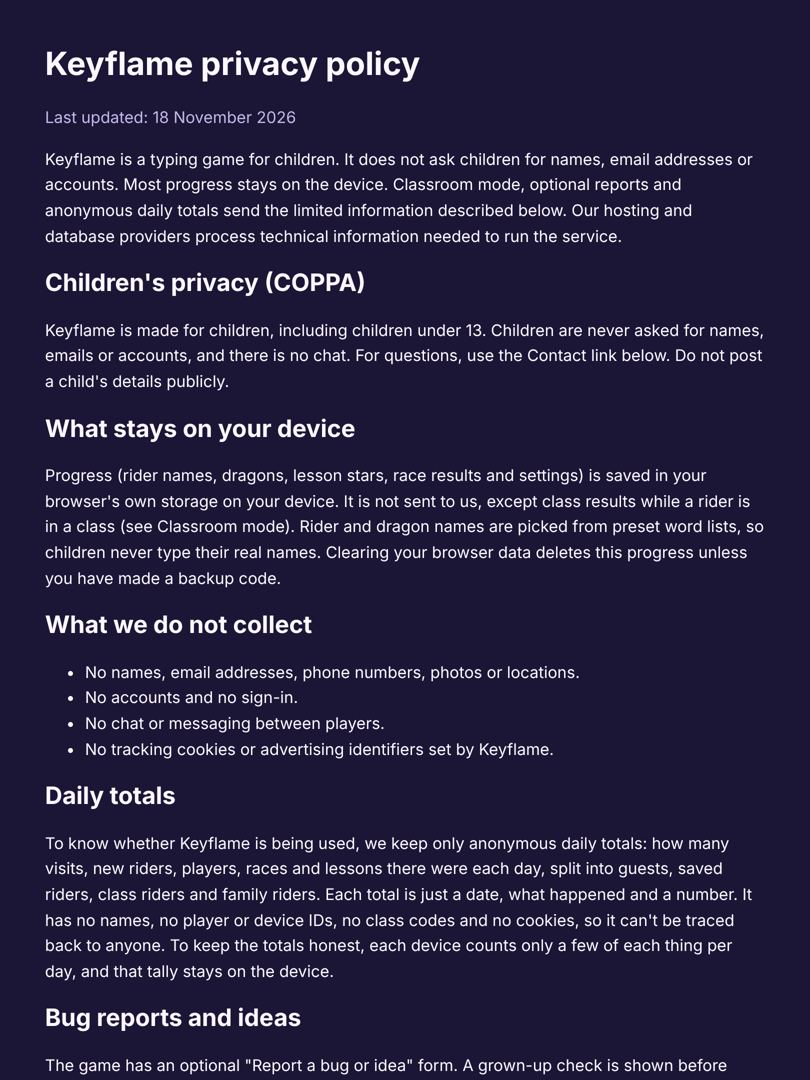 Keyflame privacy policy
Last updated: 18 November 2026
Keyflame is a typing game for children. It does not ask children for names, email addresses or
accounts. Most progress stays on the device. Classroom mode, optional reports and
anonymous daily totals send the limited information described below. Our hosting and
database providers process technical information needed to run the service.
Children's privacy (COPPA)
Keyflame is made for children, including children under 13. Children are never asked for names,
emails or accounts, and there is no chat. For questions, use the Contact link below. Do not post
a child's details publicly.
What stays on your device
Progress (rider names, dragons, lesson stars, race results and settings) is saved in your
browser's own storage on your device. It is not sent to us, except class results while a rider is
in a class (see Classroom mode). Rider and dragon names are picked from preset word lists, so
children never type their real names. Clearing your browser data deletes this progress unless
you have made a backup code.
What we do not collect
• No names, email addresses, phone numbers, photos or locations.
• No accounts and no sign-in.
• No chat or messaging between players.
• No tracking cookies or advertising identifiers set by Keyflame.
Daily totals
To know whether Keyflame is being used, we keep only anonymous daily totals: how many
visits, new riders, players, races and lessons there were each day, split into guests, saved
riders, class riders and family riders. Each total is just a date, what happened and a number. It
has no names, no player or device IDs, no class codes and no cookies, so it can't be traced
back to anyone. To keep the totals honest, each device counts only a few of each thing per
day, and that tally stays on the device.
Bug reports and ideas
The game has an optional "Report a bug or idea" form. A grown-up check is shown before